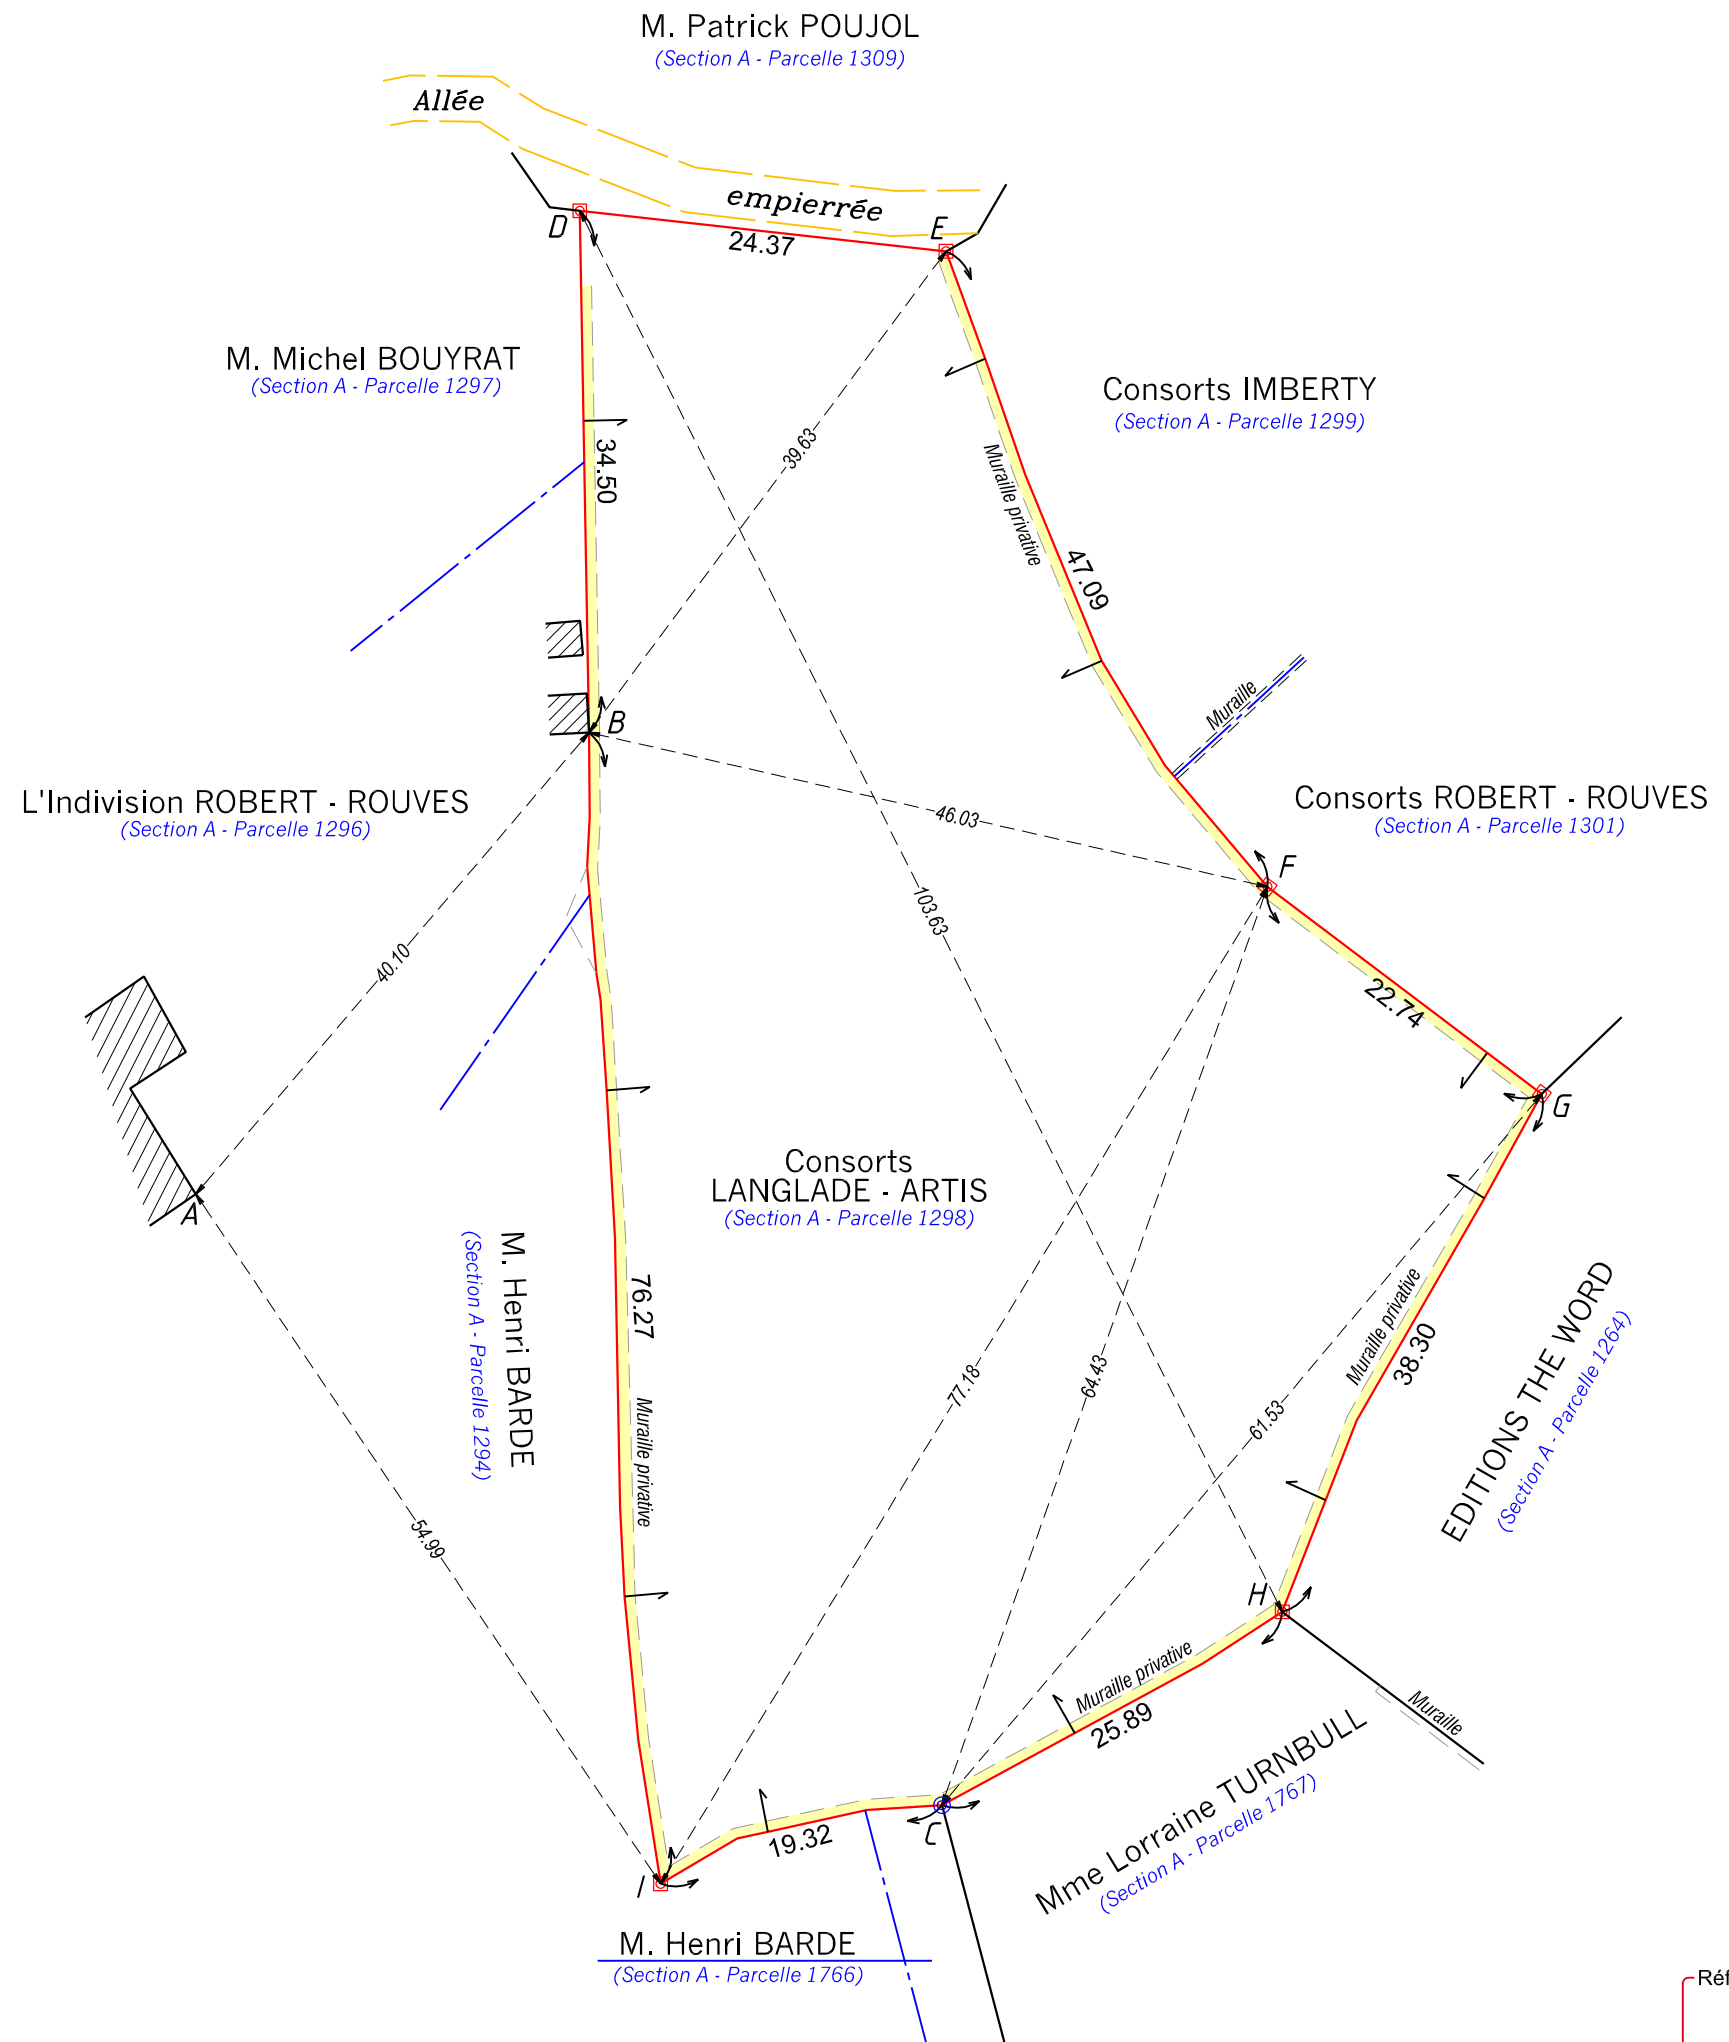 M. Patrick POUJOL
(Section A - Parcelle 1309)
Allée
empierrée
D
E
24.37
M. Michel BOUYRAT
(Section A - Parcelle 1297)
Consorts IMBERTY
(Section A - Parcelle 1299)
34.50
39.63
Muraille privative
47.09
Muraille
B
L'Indivision ROBERT - ROUVES
(Section A - Parcelle 1296)
Consorts ROBERT - ROUVES
(Section A - Parcelle 1301)
46.03
F
103.63
40.10
22.74
G
A
Consorts
LANGLADE - ARTIS
(Section A - Parcelle 1298)
M. Henri BARDE
(Section A - Parcelle 1294)
76.27
Muraille privative
77.18
64.43
61.53
Muraille privative
38.30
EDITIONS THE WORD
(Section A - Parcelle 1264)
54.99
H
Muraille privative
25.89
Muraille
Mme Lorraine TURNBULL
(Section A - Parcelle 1767)
19.32
C
I
M. Henri BARDE
(Section A - Parcelle 1766)
Réf